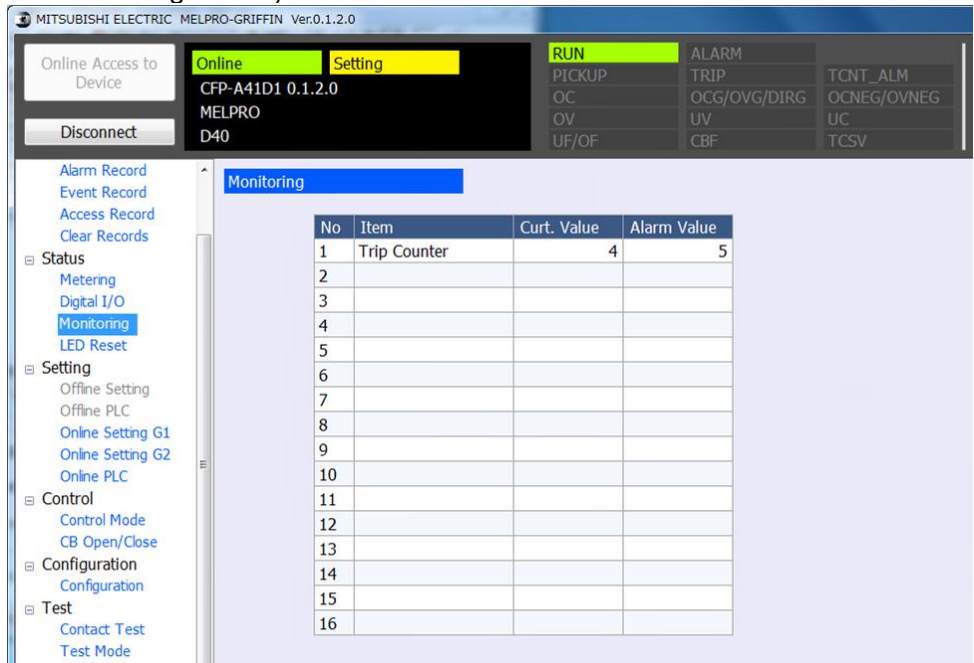 MITSUBISHI ELECTRIC MELPRO-GRIFFIN Ver.0.1.2.0
Online Access to Device
Disconnect
Online Setting
CFP-A41D1 0.1.2.0
MELPRO
D40
RUN ALARM
PICKUP TRIP TCNT_ALM
OC OCG/OVG/DIRG OCNEG/OVNEG
OV UV UC
UF/OF CBF TCSV
Alarm Record
Event Record
Access Record
Clear Records
Status
Metering
Digital I/O
Monitoring
LED Reset
Setting
Offline Setting
Offline PLC
Online Setting G1
Online Setting G2
Online PLC
Control
Control Mode
CB Open/Close
Configuration
Configuration
Test
Contact Test
Test Mode
Monitoring
No Item Curt. Value Alarm Value
1 Trip Counter 4 5
2
3
4
5
6
7
8
9
10
11
12
13
14
15
16